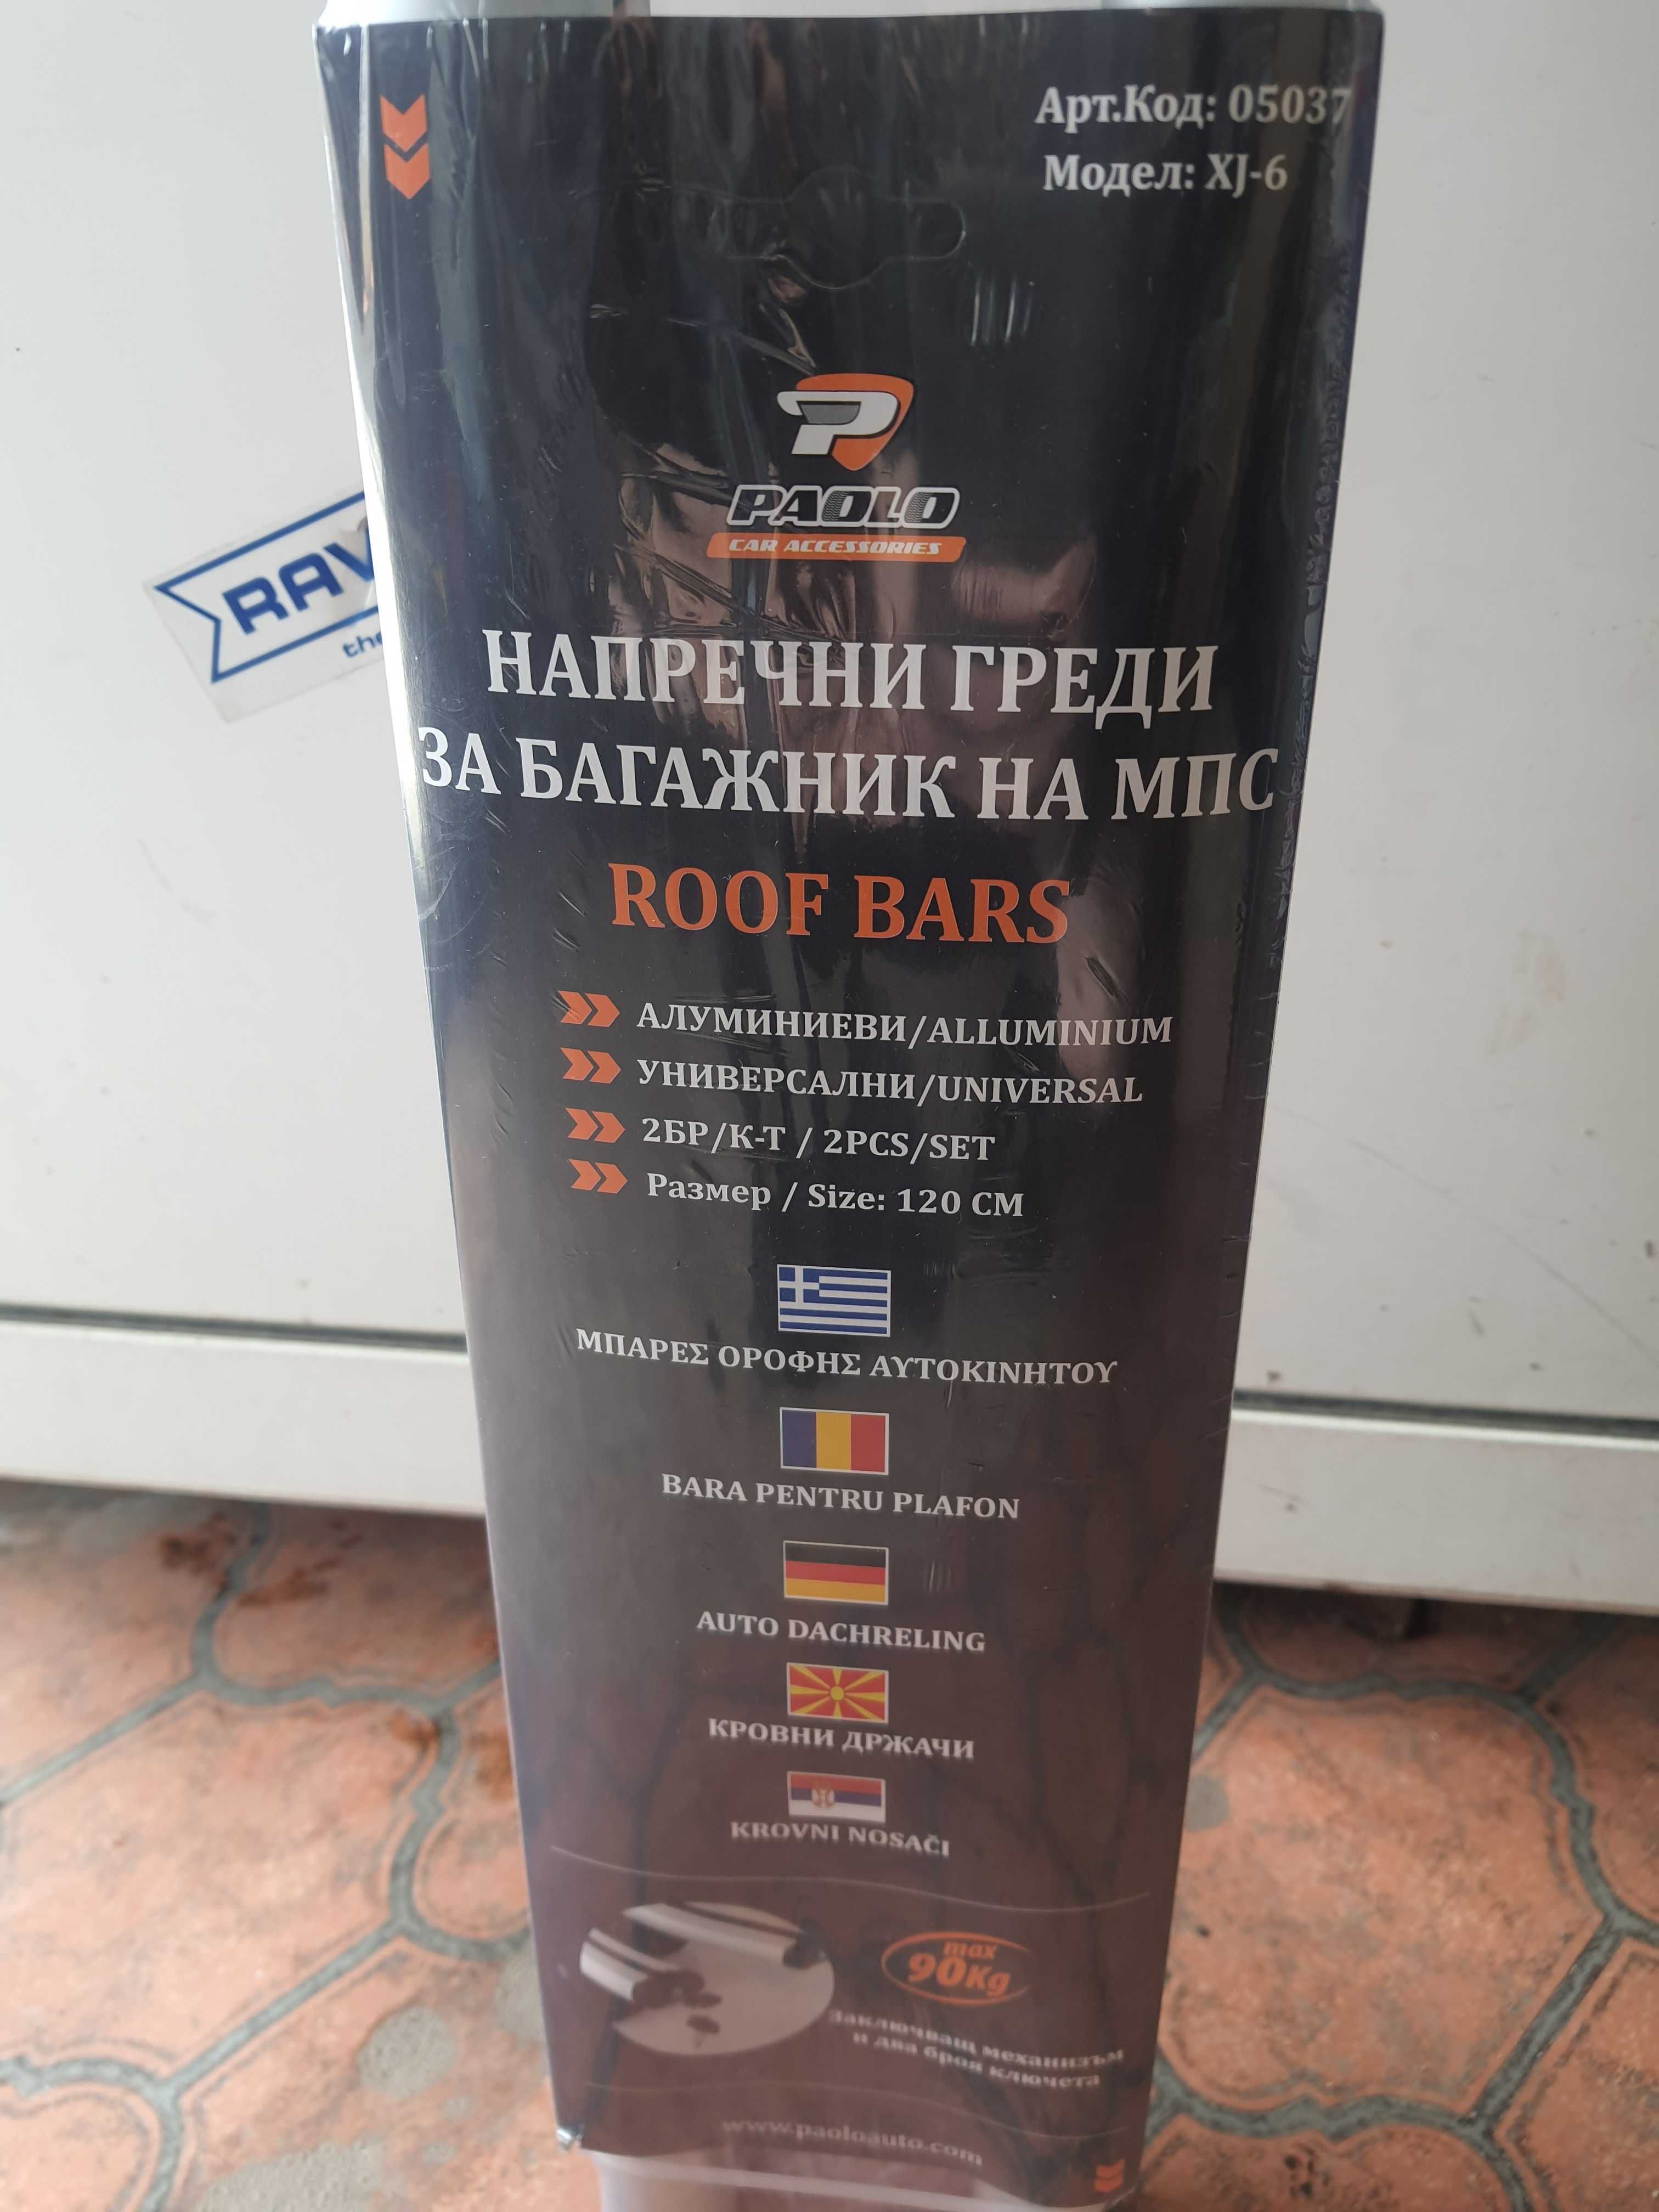 Арт.Код: 05037
Модел: XJ-6
PAOLO
CAR ACCESSORIES
RAV
the
НАПРЕЧНИ ГРЕДИ
ЗА БАГАЖНИК НА МПС
ROOF BARS
АЛУМИНИЕВИ/ALLUMINIUM
УНИВЕРСАЛНИ/UNIVERSAL
2БР/К-Т / 2PCS/SET
Размер / Size: 120 CM
ΜΠΑΡΕΣ ΟΡΟΦΗΣ ΑΥΤΟΚΙΝΗΤΟΥ
BARA PENTRU PLAFON
AUTO DACHRELING
КРОВНИ ДРЖАЧИ
KROVNI NOSAČI
max
90Kg
Заключващ механизъм
и два броя ключета
www.paoloauto.com